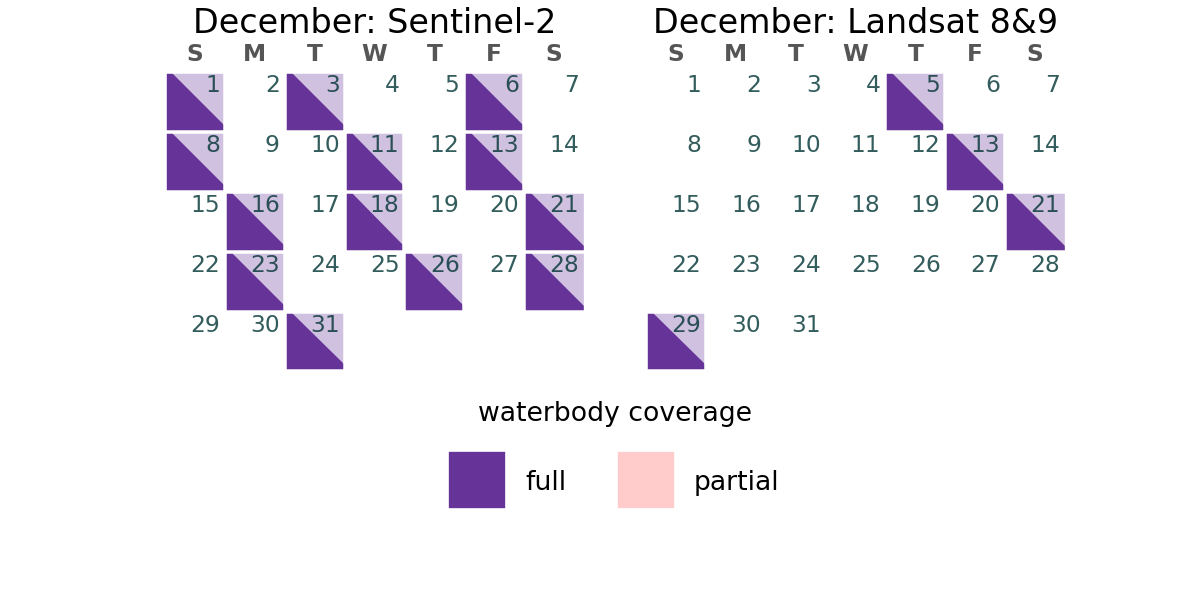 December: Sentinel-2
S M T W T F S
1 2 3 4 5 6 7
8 9 10 11 12 13 14
15 16 17 18 19 20 21
22 23 24 25 26 27 28
29 30 31
December: Landsat 8&9
S M T W T F S
1 2 3 4 5 6 7
8 9 10 11 12 13 14
15 16 17 18 19 20 21
22 23 24 25 26 27 28
29 30 31
waterbody coverage
full partial